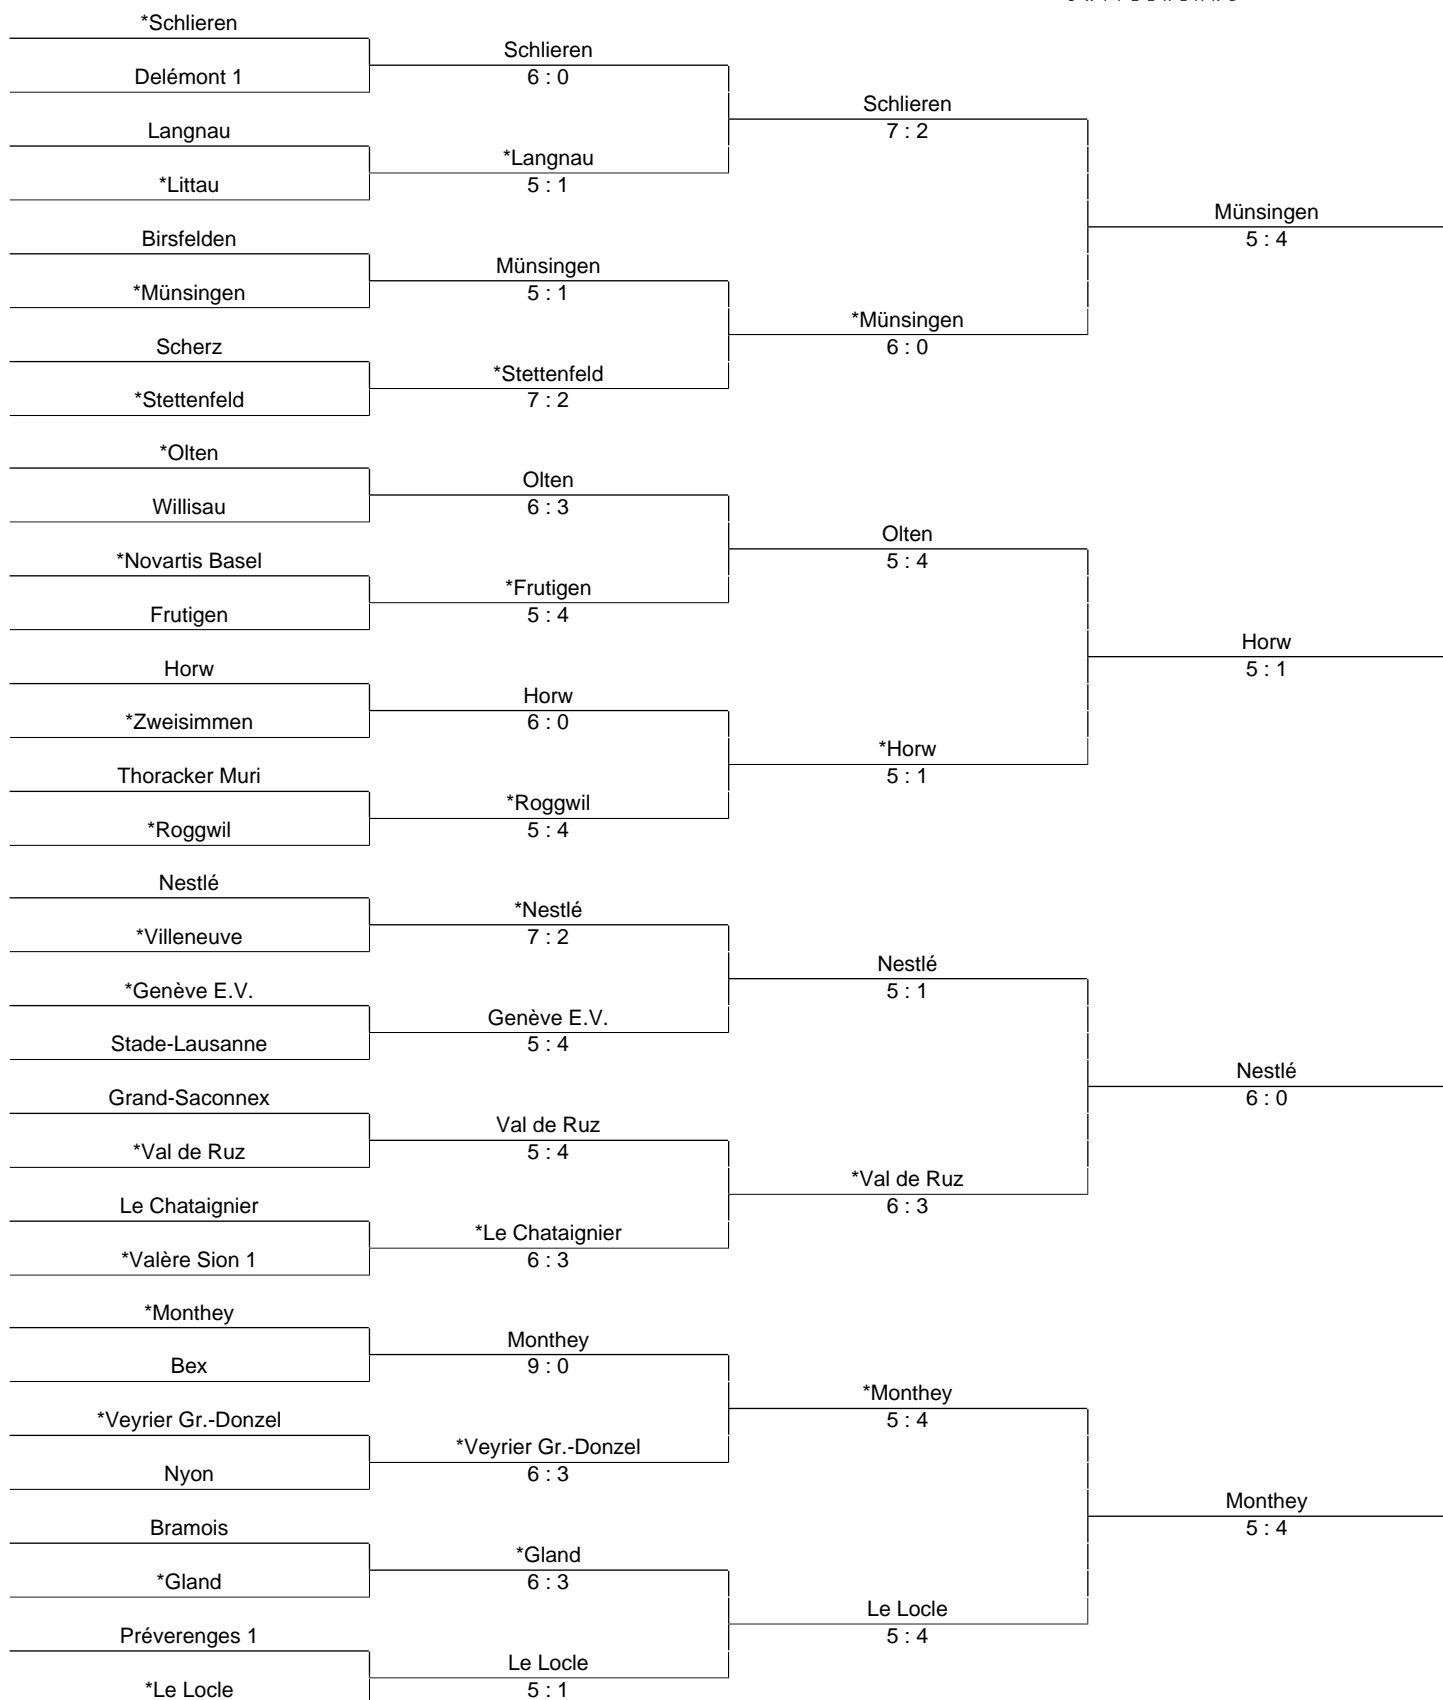 *Schlieren
Schlieren
Delémont 1
6 : 0
Schlieren
Langnau
7 : 2
*Langnau
*Littau
5 : 1
Münsingen
Birsfelden
5 : 4
Münsingen
*Münsingen
5 : 1
*Münsingen
Scherz
6 : 0
*Stettenfeld
*Stettenfeld
7 : 2
*Olten
Olten
Willisau
6 : 3
Olten
*Novartis Basel
5 : 4
*Frutigen
Frutigen
5 : 4
Horw
Horw
5 : 1
Horw
*Zweisimmen
6 : 0
*Horw
Thoracker Muri
5 : 1
*Roggwil
*Roggwil
5 : 4
Nestlé
*Nestlé
*Villeneuve
7 : 2
Nestlé
*Genève E.V.
5 : 1
Genève E.V.
Stade-Lausanne
5 : 4
Nestlé
Grand-Saconnex
6 : 0
Val de Ruz
*Val de Ruz
5 : 4
*Val de Ruz
Le Chataignier
6 : 3
*Le Chataignier
*Valère Sion 1
6 : 3
*Monthey
Monthey
Bex
9 : 0
*Monthey
*Veyrier Gr.-Donzel
5 : 4
*Veyrier Gr.-Donzel
Nyon
6 : 3
Monthey
Bramois
5 : 4
*Gland
*Gland
6 : 3
Le Locle
Préverenges 1
5 : 4
Le Locle
*Le Locle
5 : 1